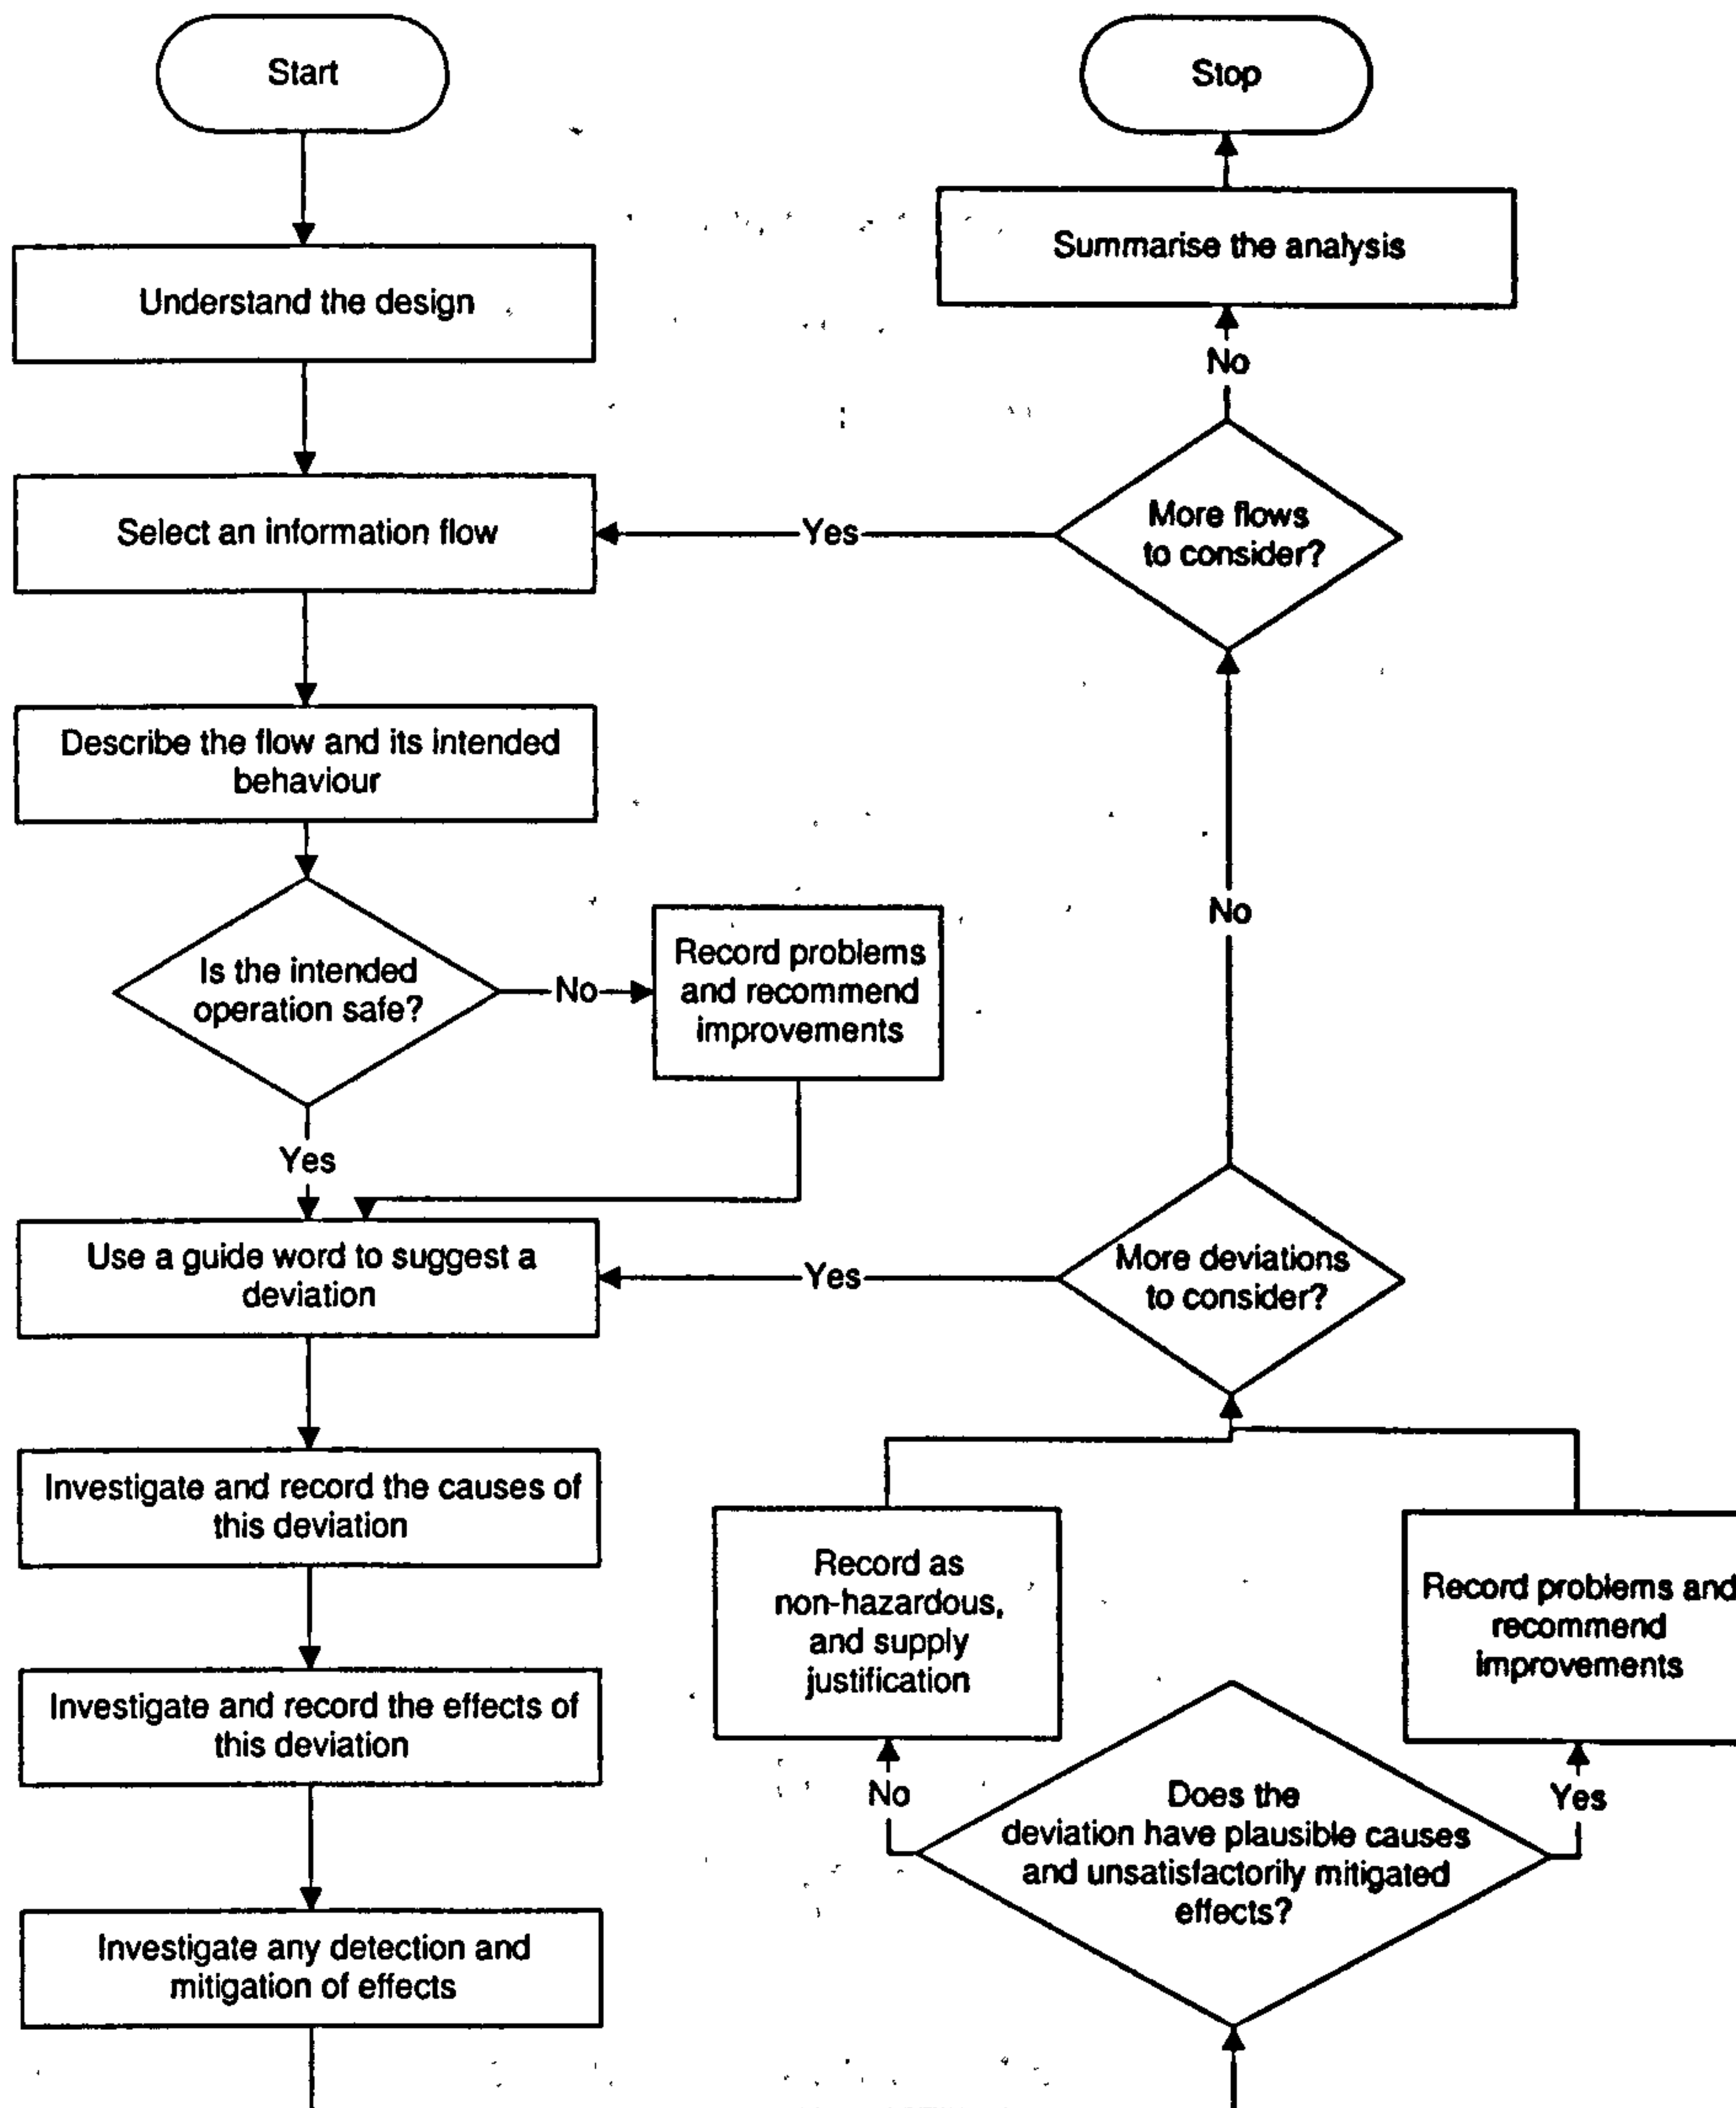 Start
Understand the design
Select an information flow
Describe the flow and its intended
behaviour
Is the intended
operation safe?
No
Record problems
and recommend
improvements
Yes
Use a guide word to suggest a
deviation
Investigate and record the causes of
this deviation
Investigate and record the effects of
this deviation
Investigate any detection and
mitigation of effects
Does the
deviation have plausible causes
and unsatisfactorily mitigated
effects?
No
Record as
non-hazardous,
and supply
justification
Yes
Record problems and
recommend
improvements
More deviations
to consider?
Yes
No
More flows
to consider?
Yes
No
Summarise the analysis
Stop